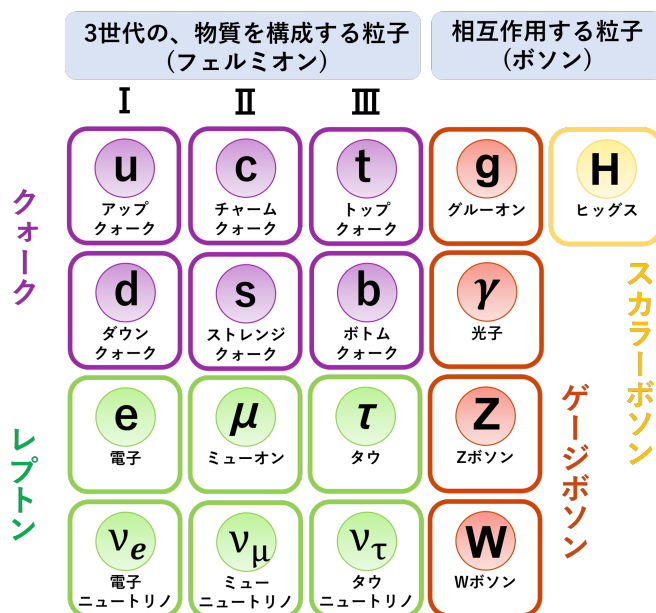 3世代の、物質を構成する粒子
(フェルミオン)
相互作用する粒子
(ボソン)
I
II
III
クォーク
レプトン
u
アップ
クォーク
c
チャーム
クォーク
t
トップ
クォーク
g
グルーオン
H
ヒッグス
d
ダウン
クォーク
s
ストレンジ
クォーク
b
ボトム
クォーク
γ
光子
e
電子
μ
ミューオン
τ
タウ
Z
Zボソン
νe
電子
ニュートリノ
νμ
ミュー
ニュートリノ
ντ
タウ
ニュートリノ
W
Wボソン
ゲージボソン
スカラーボソン